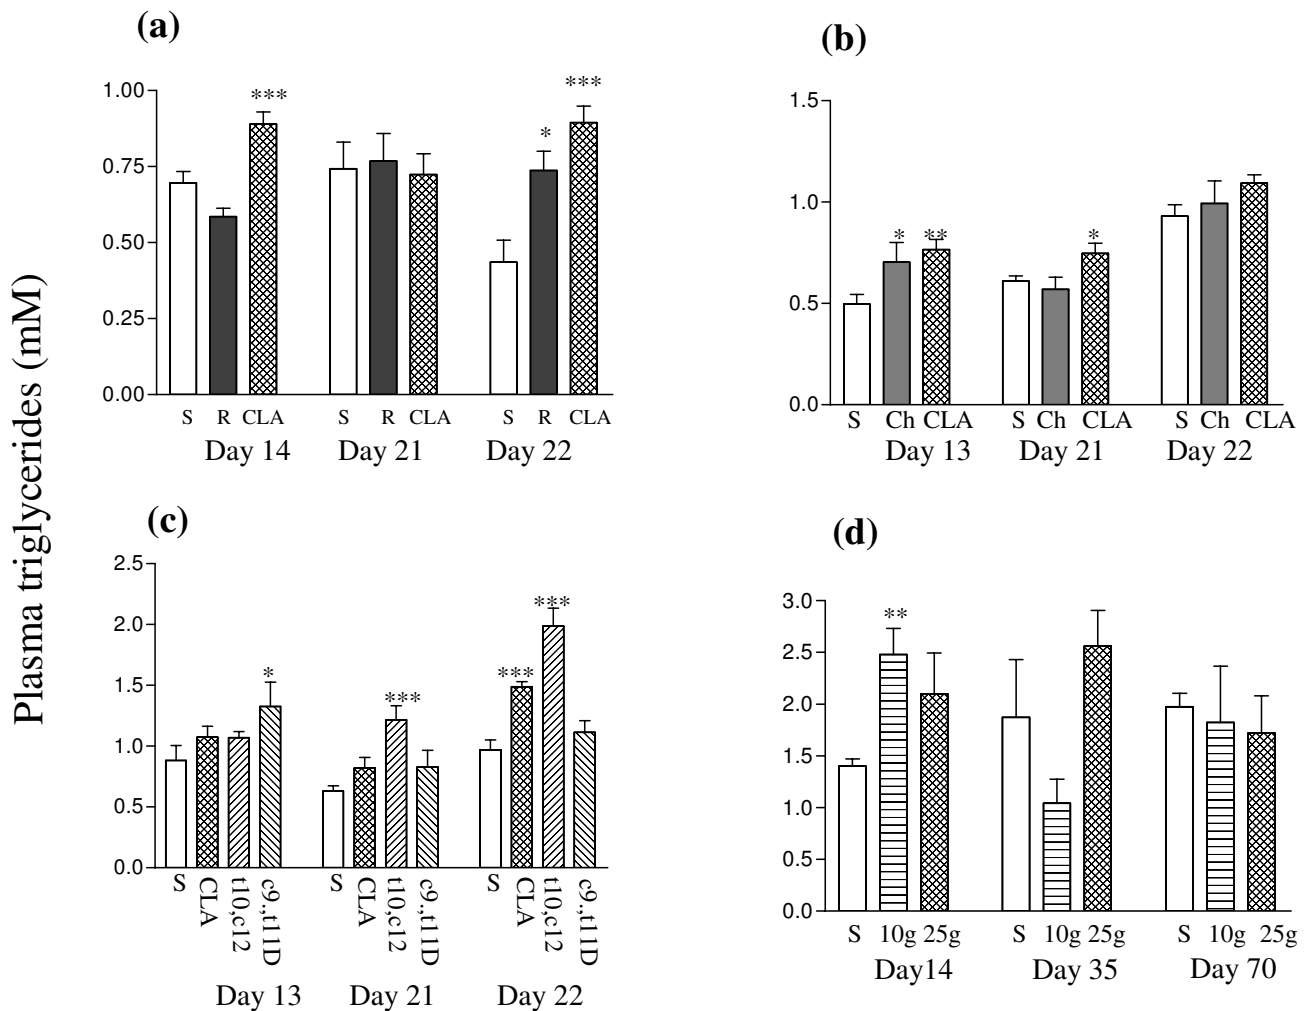 Plasma triglycerides (mM)
(a)
1.00
0.75
0.50
0.25
0.00
***
*
***
S R CLA S R CLA S R CLA
Day 14 Day 21 Day 22
(b)
1.5
1.0
0.5
0.0
* ** *
S Ch CLA S Ch CLA S Ch CLA
Day 13 Day 21 Day 22
(c)
2.5
2.0
1.5
1.0
0.5
0.0
***
* *** ***
S CLA t10,c12 c9.,t11D S CLA t10,c12 c9.,t11D S CLA t10,c12 c9.,t11D
Day 13 Day 21 Day 22
(d)
3.0
2.5
2.0
1.5
1.0
0.5
0.0
**
S 10g 25g S 10g 25g S 10g 25g
Day14 Day 35 Day 70